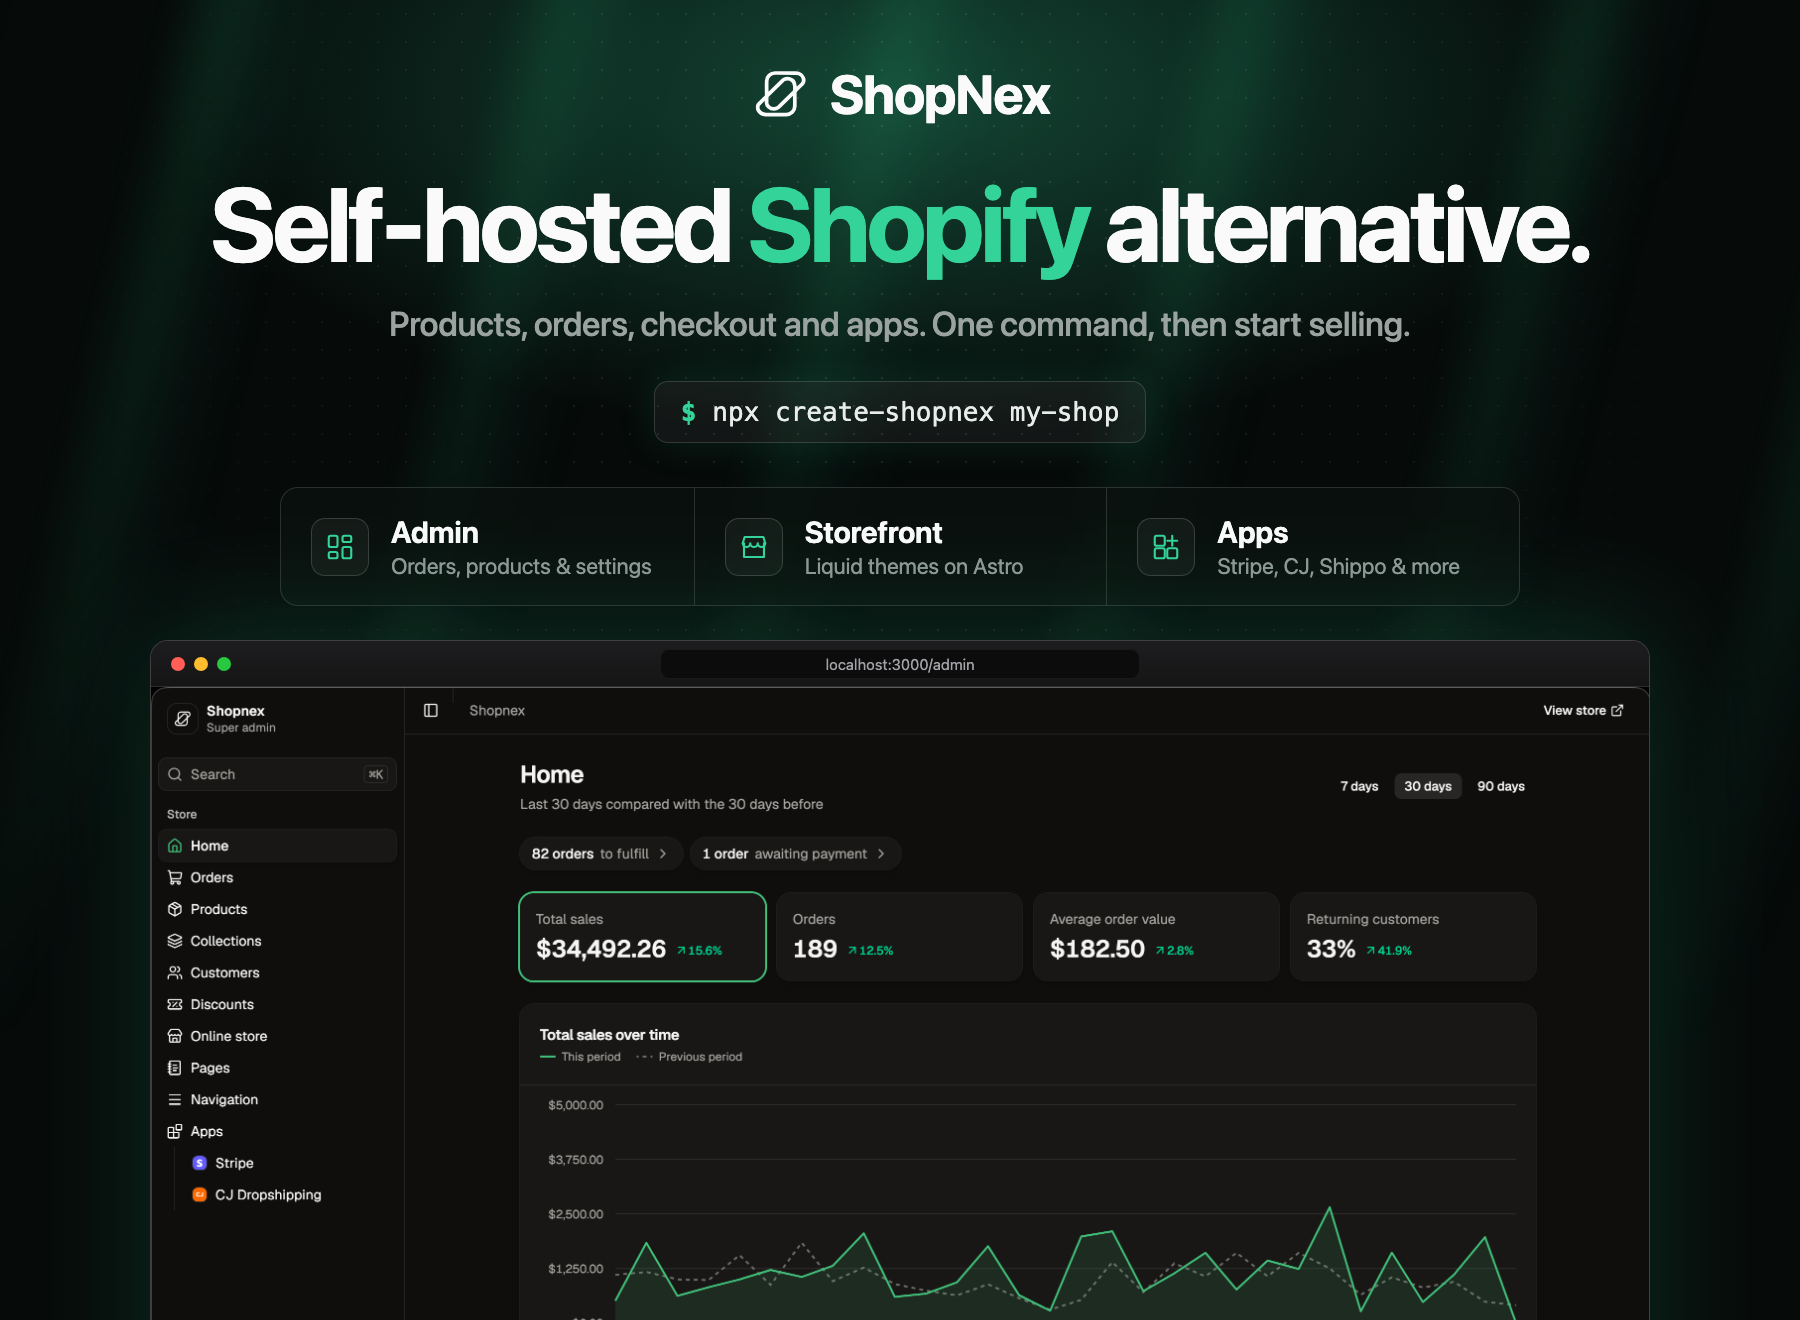 ShopNex
Self-hosted Shopify alternative.
Products, orders, checkout and apps. One command, then start selling.
$ npx create-shopnex my-shop
Admin
Orders, products & settings
Storefront
Liquid themes on Astro
Apps
Stripe, CJ, Shippo & more
localhost:3000/admin
Shopnex
Super admin
Search ⌘K
Store
Home
Orders
Products
Collections
Customers
Discounts
Online store
Pages
Navigation
Apps
S Stripe
CJ CJ Dropshipping
Shopnex
View store
Home
Last 30 days compared with the 30 days before
7 days 30 days 90 days
82 orders to fulfill
1 order awaiting payment
Total sales
$34,492.26 15.6%
Orders
189 12.5%
Average order value
$182.50 2.8%
Returning customers
33% 41.9%
Total sales over time
This period Previous period
$5,000.00
$3,750.00
$2,500.00
$1,250.00